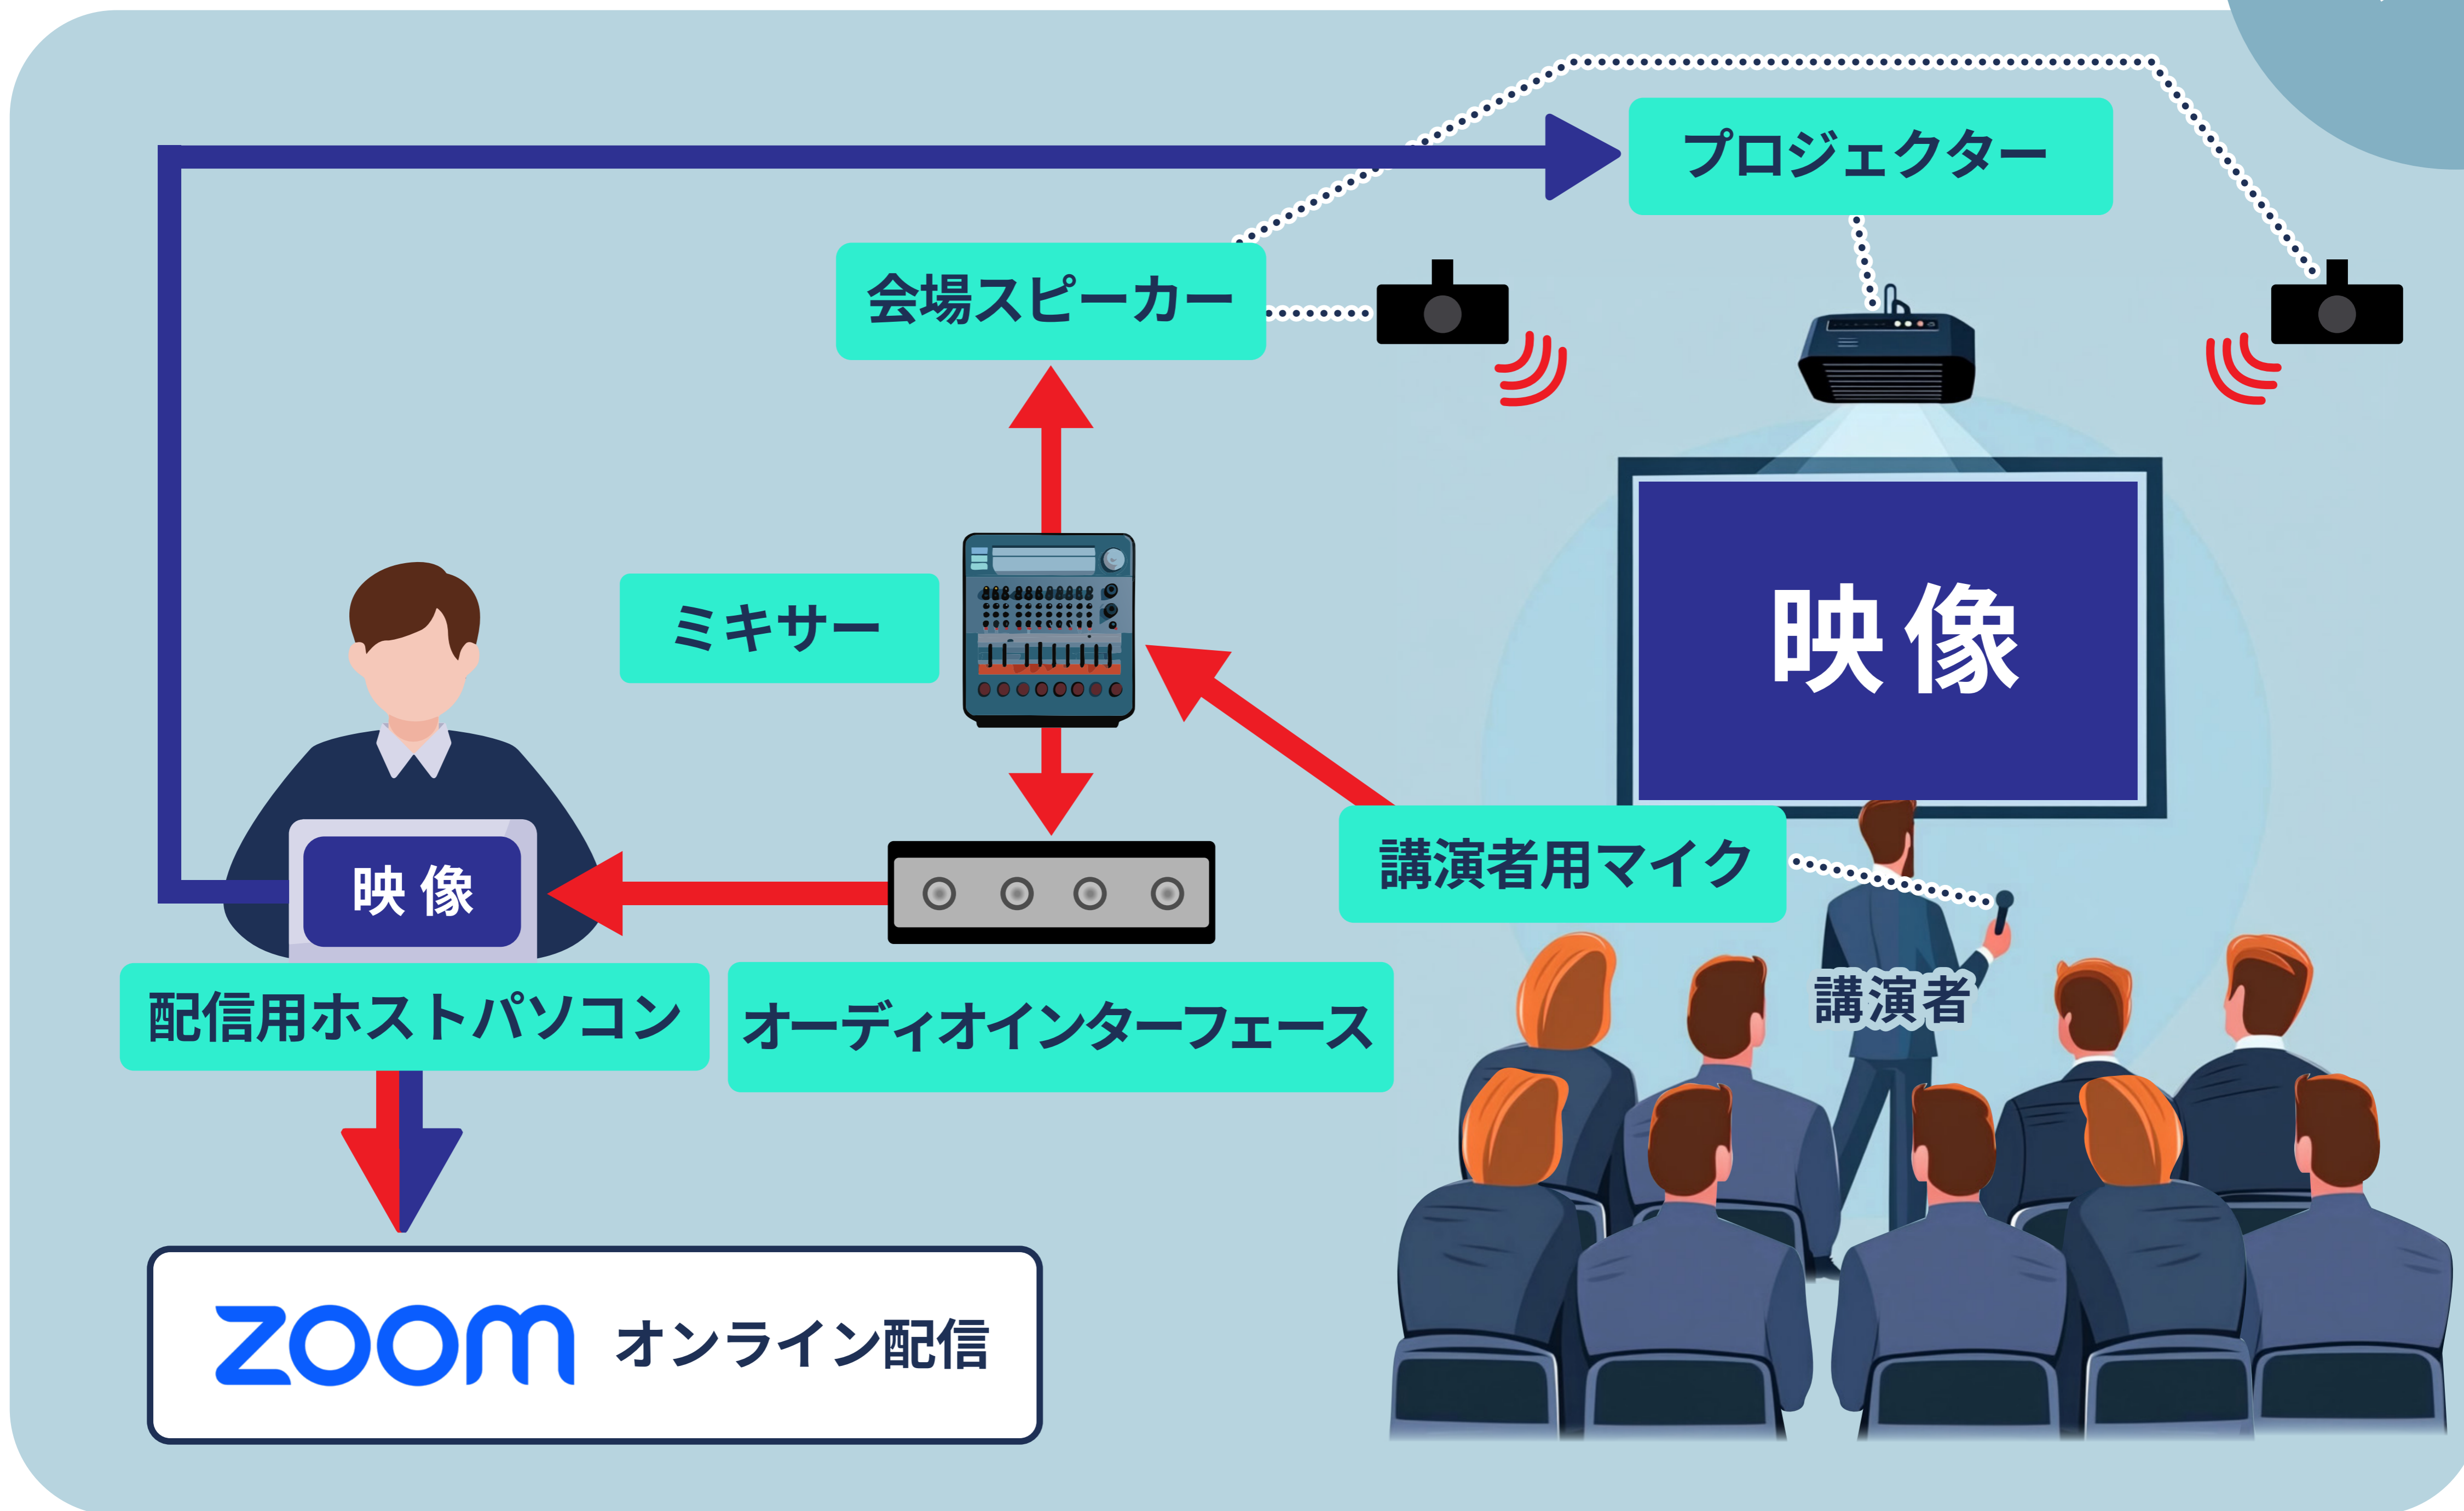 プロジェクター
会場スピーカー
ミキサー
映像
講演者用マイク
映像
講演者
配信用ホストパソコン
オーディオインターフェース
zoom オンライン配信